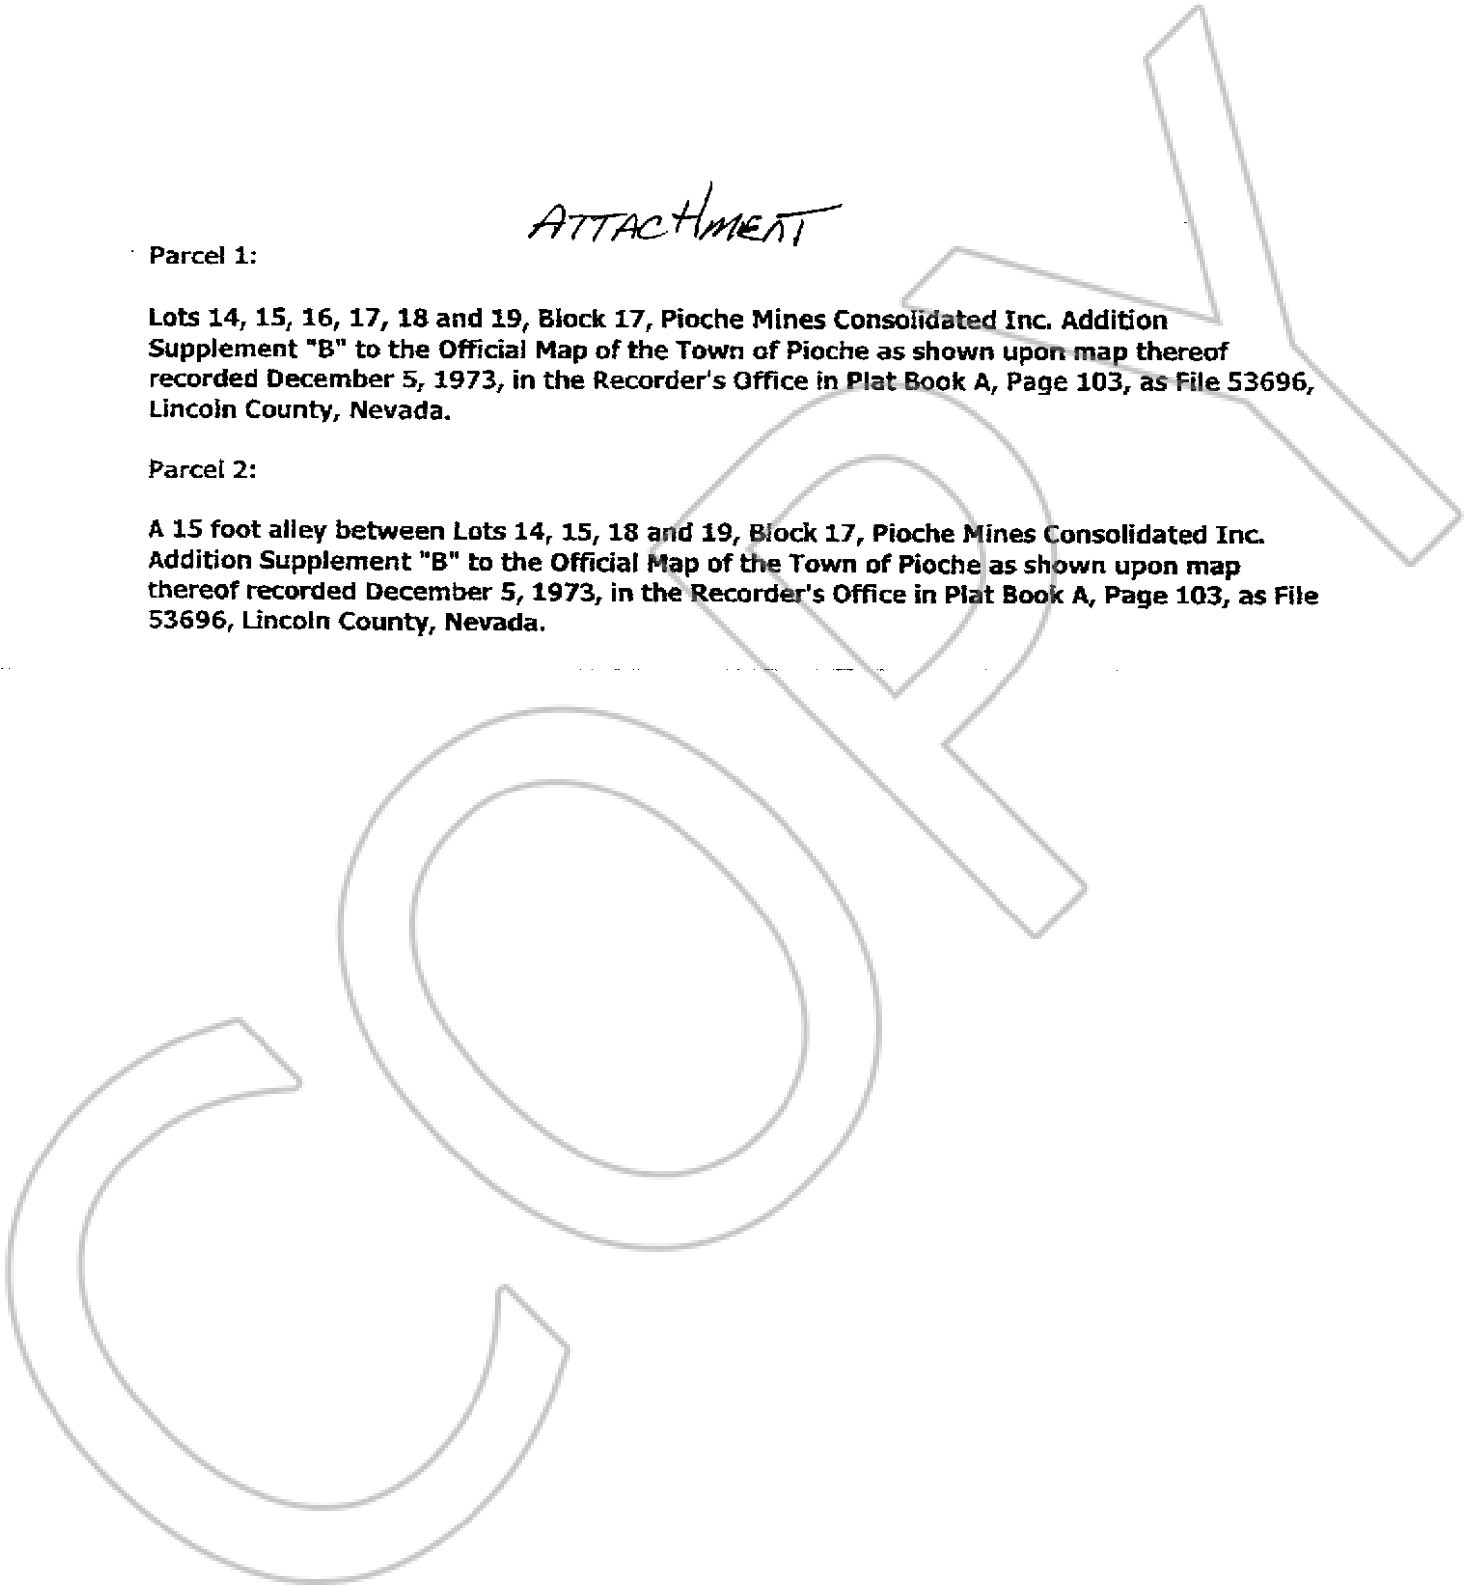 ATTACHMENT
Parcel 1:
Lots 14, 15, 16, 17, 18 and 19, Block 17, Pioche Mines Consolidated Inc. Addition
Supplement "B" to the Official Map of the Town of Pioche as shown upon map thereof
recorded December 5, 1973, in the Recorder's Office in Plat Book A, Page 103, as File 53696,
Lincoln County, Nevada.
Parcel 2:
A 15 foot alley between Lots 14, 15, 18 and 19, Block 17, Pioche Mines Consolidated Inc.
Addition Supplement "B" to the Official Map of the Town of Pioche as shown upon map
thereof recorded December 5, 1973, in the Recorder's Office in Plat Book A, Page 103, as File
53696, Lincoln County, Nevada.
COPY